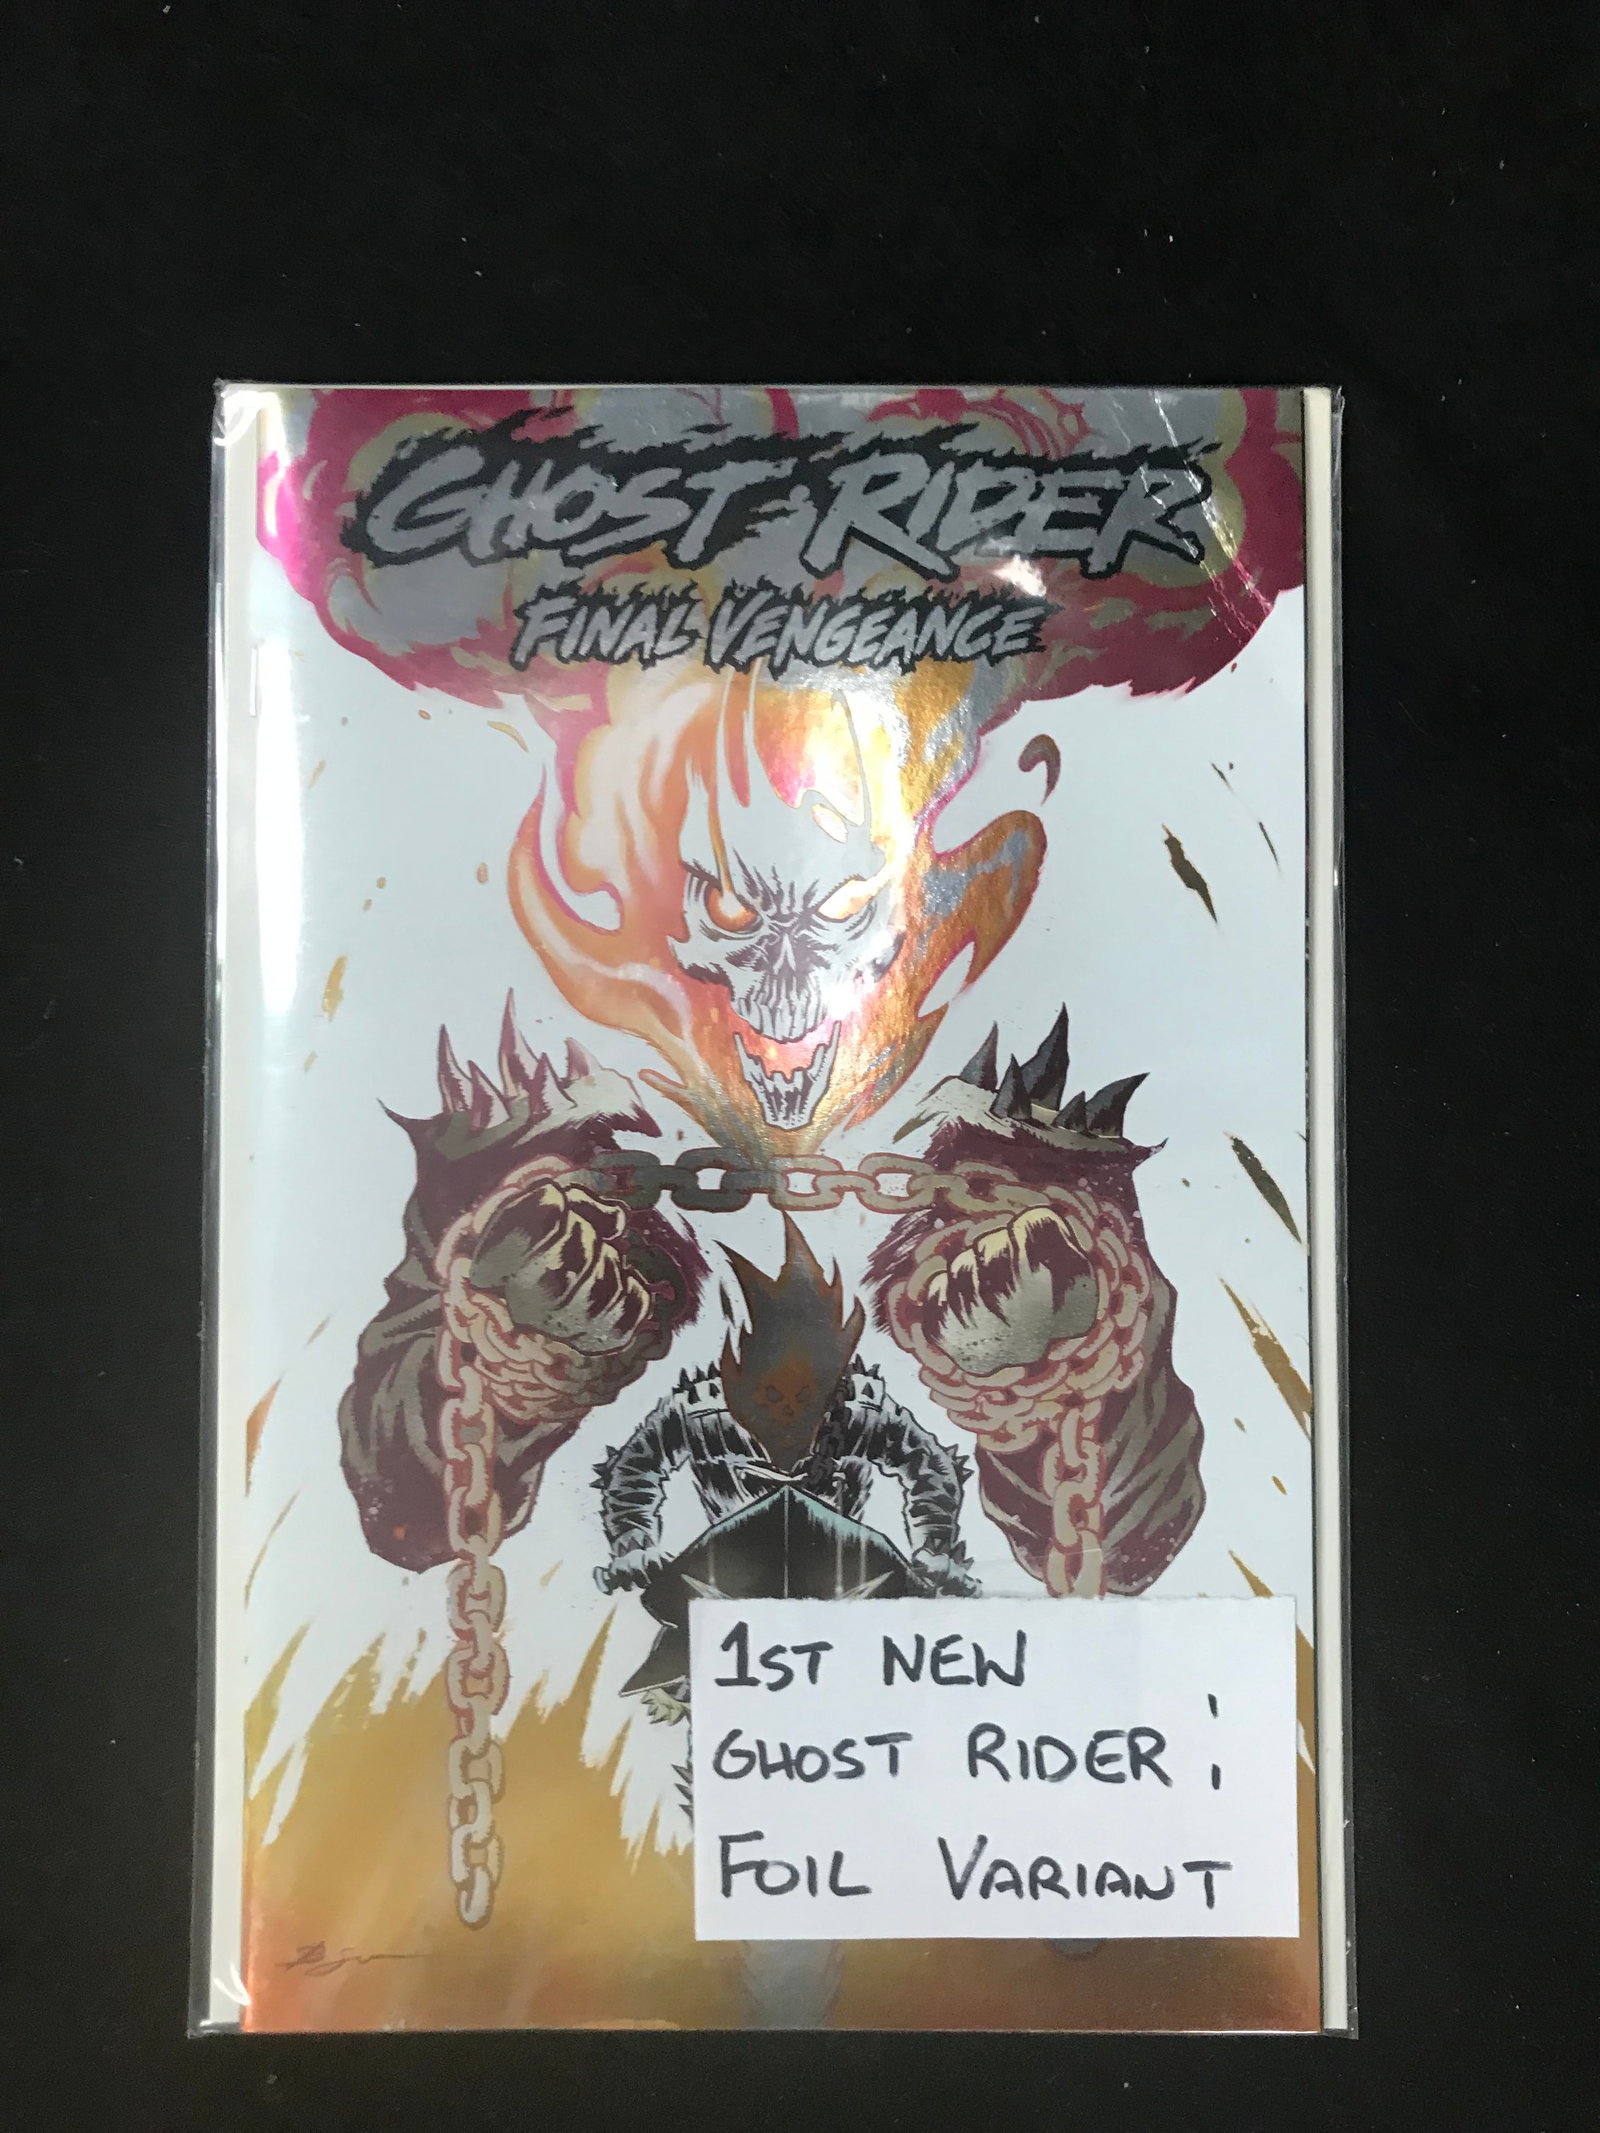 GHOST RIDER
FINAL VENGEANCE
1ST NEW
GHOST RIDER ;
FOIL VARIANT